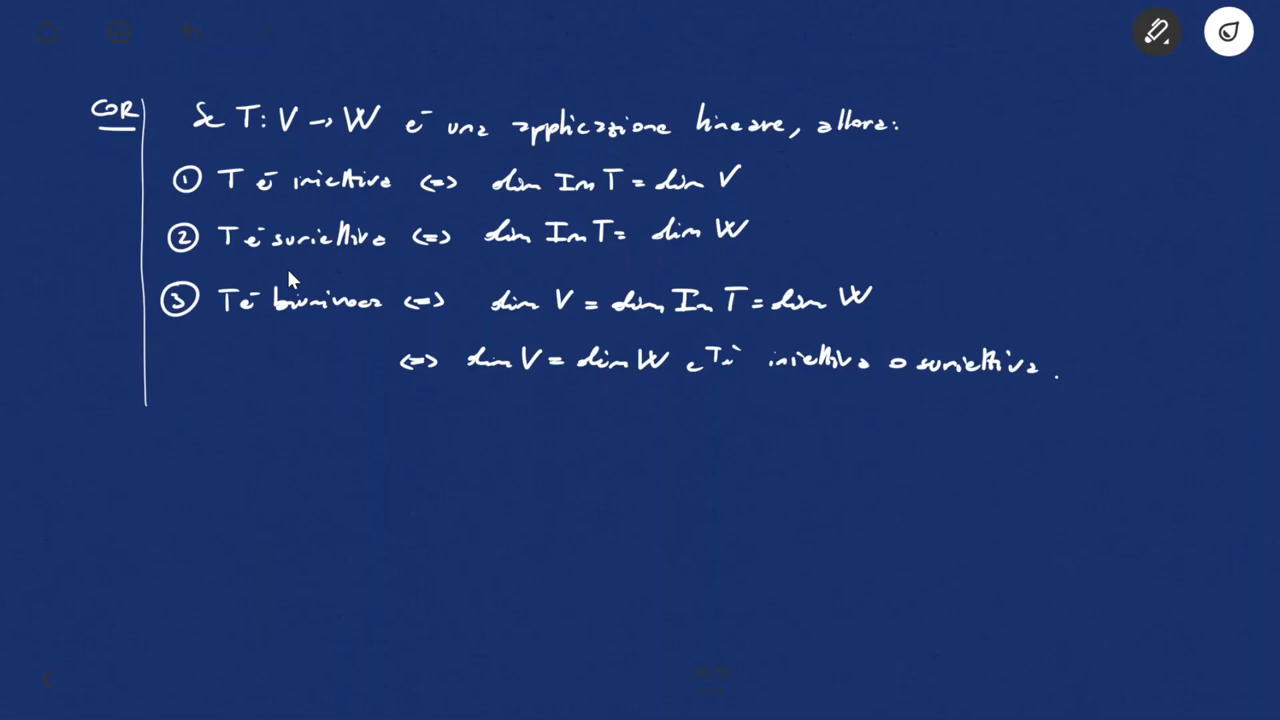 COR Se T: V → W è una applicazione lineare, allora:
① T è iniettiva <=> dim Im T = dim V
② T è suriettiva <=> dim Im T = dim W
③ T è biunivoca <=> dim V = dim Im T = dim W
<=> dim V = dim W e T è iniettiva o suriettiva.